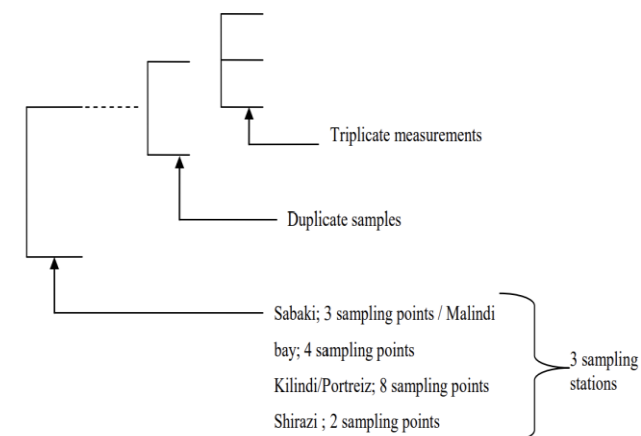 Triplicate measurements
Duplicate samples
Sabaki; 3 sampling points / Malindi
bay; 4 sampling points
Kilindi/Portreiz; 8 sampling points
Shirazi ; 2 sampling points
3 sampling
stations